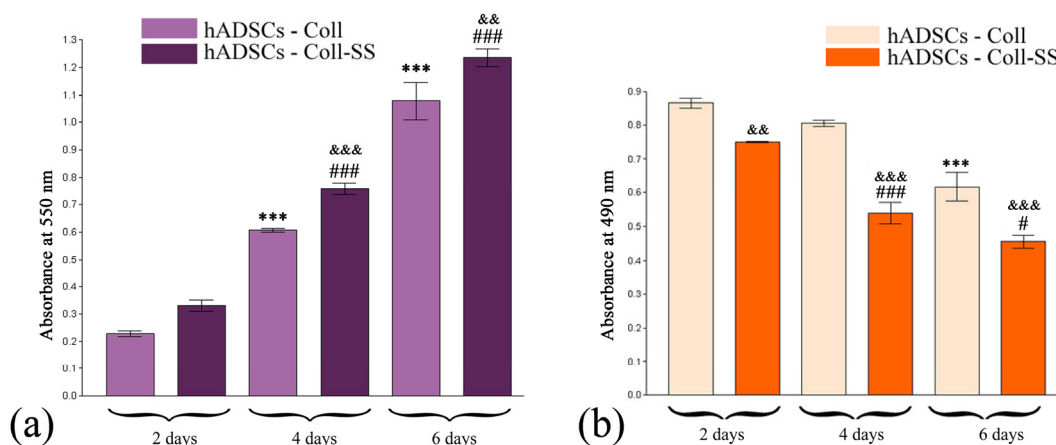 hADSCs - Coll
hADSCs - Coll-SS
Absorbance at 550 nm
1.3
1.2
1.1
1.0
0.9
0.8
0.7
0.6
0.5
0.4
0.3
0.2
0.1
0.0
***
&&&
###
***
&&
###
2 days
4 days
6 days
(a)
hADSCs - Coll
hADSCs - Coll-SS
Absorbance at 490 nm
0.9
0.8
0.7
0.6
0.5
0.4
0.3
0.2
0.1
0.0
&&
&&&
###
***
&&&
#
2 days
4 days
6 days
(b)